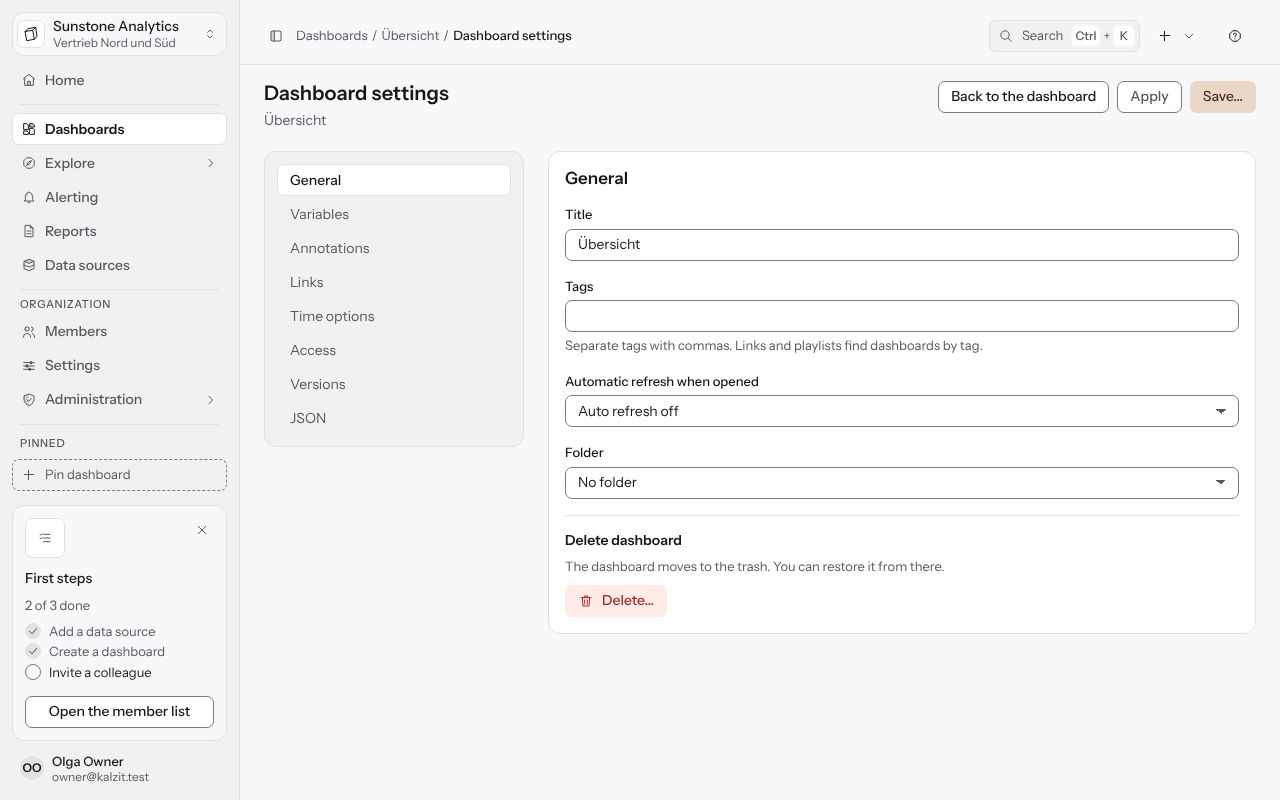 Sunstone Analytics
Vertrieb Nord und Süd
Home
Dashboards
Explore
Alerting
Reports
Data sources
ORGANIZATION
Members
Settings
Administration
PINNED
Pin dashboard
First steps
2 of 3 done
Add a data source
Create a dashboard
Invite a colleague
Open the member list
OO
Olga Owner
owner@kalzit.test
Dashboards / Übersicht / Dashboard settings
Search Ctrl + K
Dashboard settings
Übersicht
Back to the dashboard
Apply
Save...
General
Variables
Annotations
Links
Time options
Access
Versions
JSON
General
Title
Übersicht
Tags
Separate tags with commas. Links and playlists find dashboards by tag.
Automatic refresh when opened
Auto refresh off
Folder
No folder
Delete dashboard
The dashboard moves to the trash. You can restore it from there.
Delete...